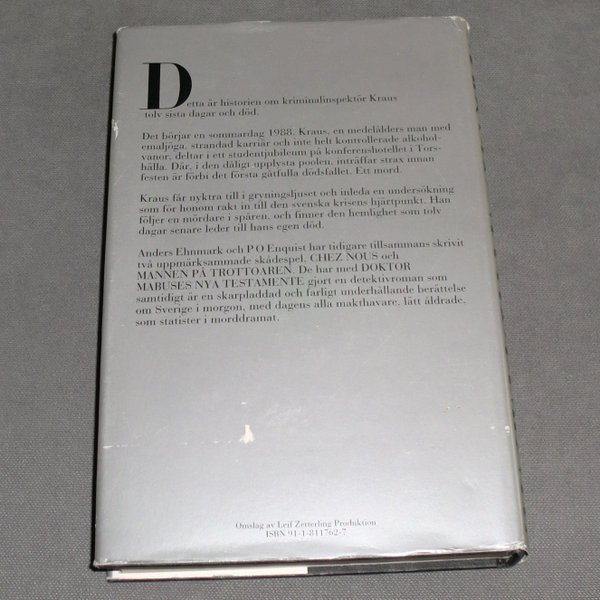 Detta är historien om kriminalinspektör Kraus
tolv sista dagar och död.
Det börjar en sommardag 1988. Kraus, en medelålders man med
emaljöga, strandad karriär och inte helt kontrollerade alkohol-
vanor, deltar i ett studentjubileum på konferenshotellet i Tors-
hälla. Där, i den dåligt upplysta poolen, inträffar strax innan
festen är förbi det första gåtfulla dödsfallet. Ett mord.
Kraus får nyktra till i gryningsljuset och inleda en undersökning
som för honom rakt in till den svenska krisens hjärtpunkt. Han
följer en mördare i spåren, och finner den hemlighet som tolv
dagar senare leder till hans egen död.
Anders Ehnmark och P O Enquist har tidigare tillsammans skrivit
två uppmärksammade skådespel, CHEZ NOUS och
MANNEN PÅ TROTTOAREN. De har med DOKTOR
MABUSES NYA TESTAMENTE gjort en detektivroman som
samtidigt är en skarpladdad och farligt underhållande berättelse
om Sverige i morgon, med dagens alla makthavare, lätt åldrade,
som statister i morddramat.
Omslag av Leif Zetterling Produktion
ISBN 91-1-811762-7